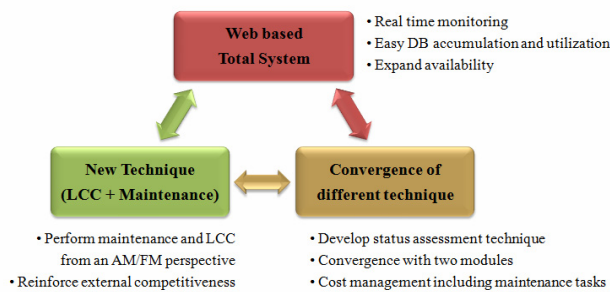 Web based
Total System
• Real time monitoring
• Easy DB accumulation and utilization
• Expand availability
New Technique
(LCC + Maintenance)
Convergence of
different technique
• Perform maintenance and LCC
from an AM/FM perspective
• Reinforce external competitiveness
• Develop status assessment technique
• Convergence with two modules
• Cost management including maintenance tasks